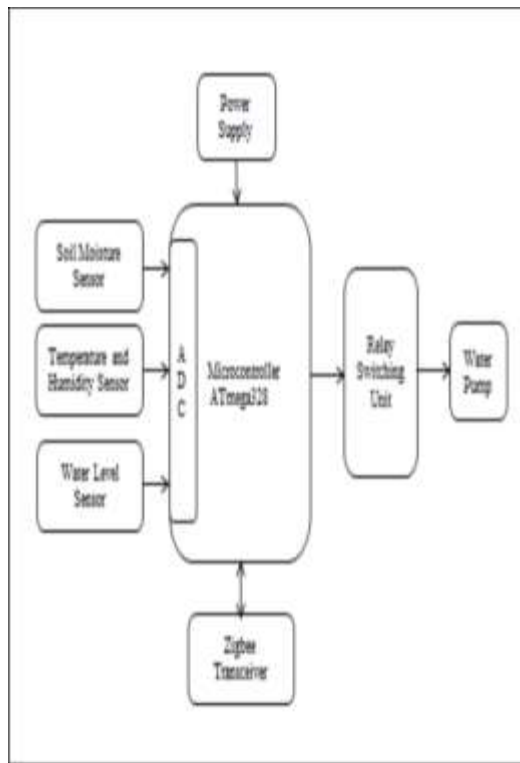 Power
Supply
Soil Moisture
Sensor
Temperature and
Humidity Sensor
Water Level
Sensor
A
D
C
Microcontroller
ATmega328
Relay
Switching
Unit
Water
Pump
Zigbee
Transceiver